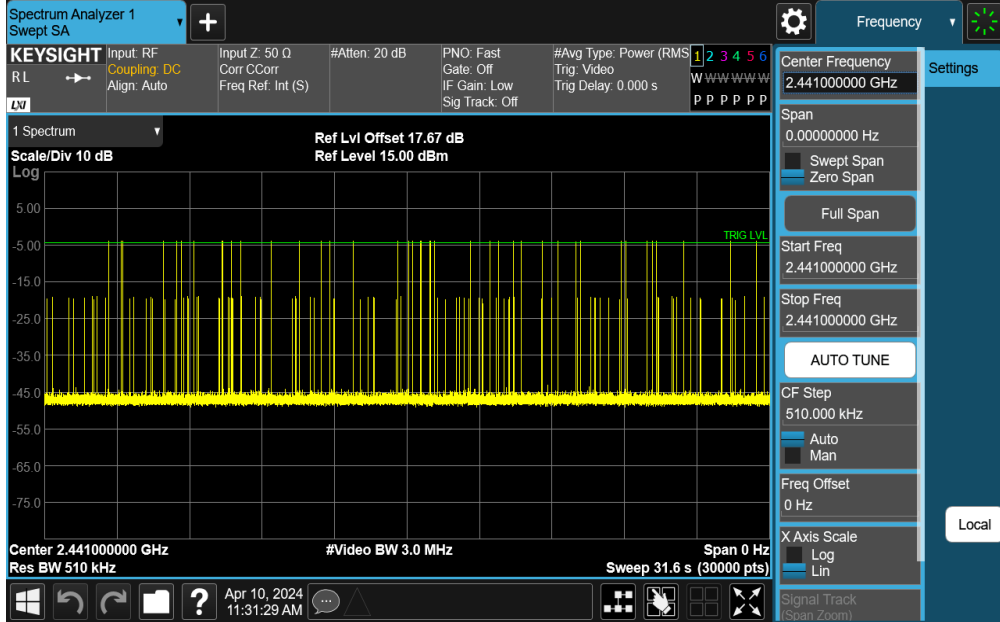 Spectrum Analyzer 1
Swept SA
Frequency
KEYSIGHT
RL
LXI
Input: RF
Coupling: DC
Align: Auto
Input Z: 50 Ω
Corr CCorr
Freq Ref: Int (S)
#Atten: 20 dB
PNO: Fast
Gate: Off
IF Gain: Low
Sig Track: Off
#Avg Type: Power (RMS
Trig: Video
Trig Delay: 0.000 s
1 2 3 4 5 6
W W W W W W
P P P P P P
1 Spectrum
Scale/Div 10 dB
Ref Lvl Offset 17.67 dB
Ref Level 15.00 dBm
Log
5.00
-5.00
-15.0
-25.0
-35.0
-45.0
-55.0
-65.0
-75.0
TRIG LVL
Center 2.441000000 GHz
Res BW 510 kHz
#Video BW 3.0 MHz
Span 0 Hz
Sweep 31.6 s (30000 pts)
Center Frequency
2.441000000 GHz
Settings
Span
0.00000000 Hz
Swept Span
Zero Span
Full Span
Start Freq
2.441000000 GHz
Stop Freq
2.441000000 GHz
AUTO TUNE
CF Step
510.000 kHz
Auto
Man
Freq Offset
0 Hz
Local
X Axis Scale
Log
Lin
Signal Track
(Span Zoom)
?
Apr 10, 2024
11:31:29 AM